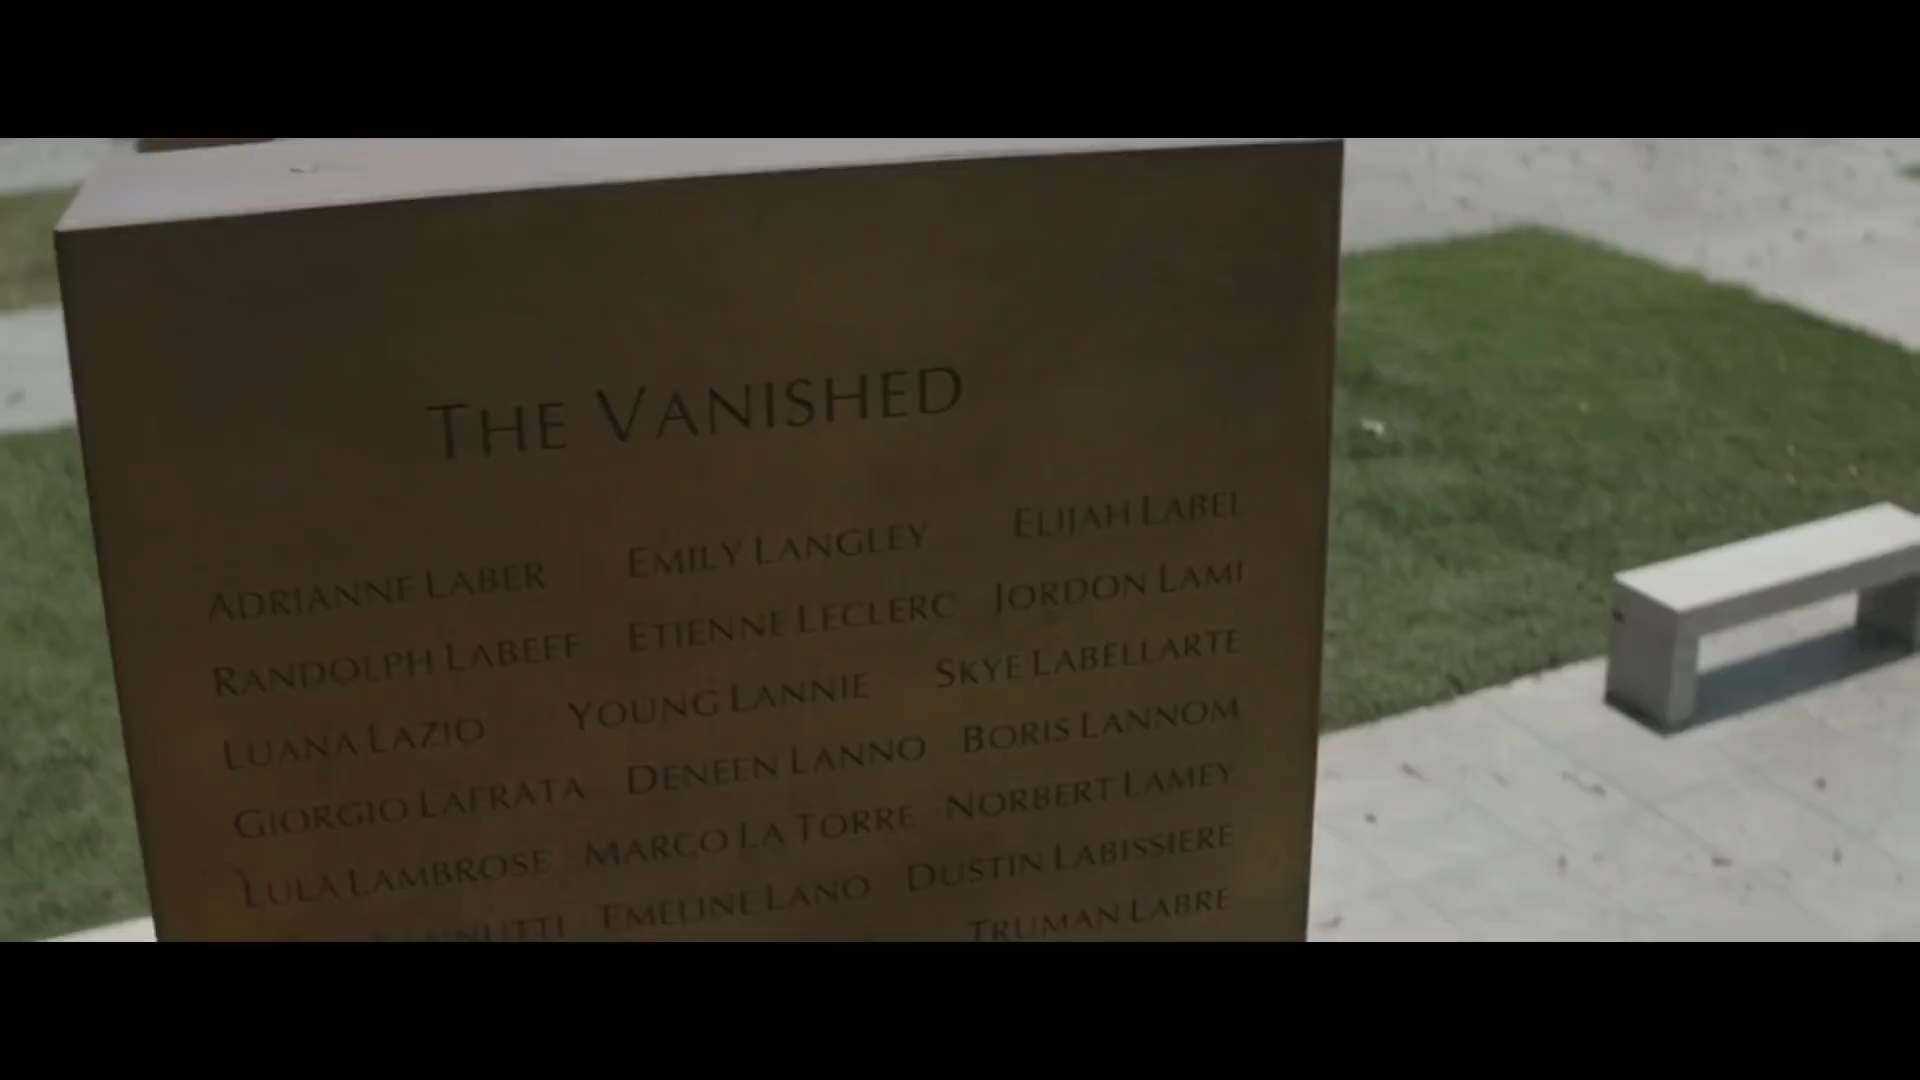 THE VANISHED
ADRIANNE LABER EMILY LANGLEY ELIJAH LABEL
RANDOLPH LABEFF ETIENNE LECLERC JORDON LAMI
LUANA LAZIO YOUNG LANNIE SKYE LABELLARTE
GIORGIO LAFRATA DENEEN LANNO BORIS LANNOM
LULA LAMBROSE MARCO LA TORRE NORBERT LAMEY
EMELINE LANO DUSTIN LABISSIERE
TRUMAN LABRE